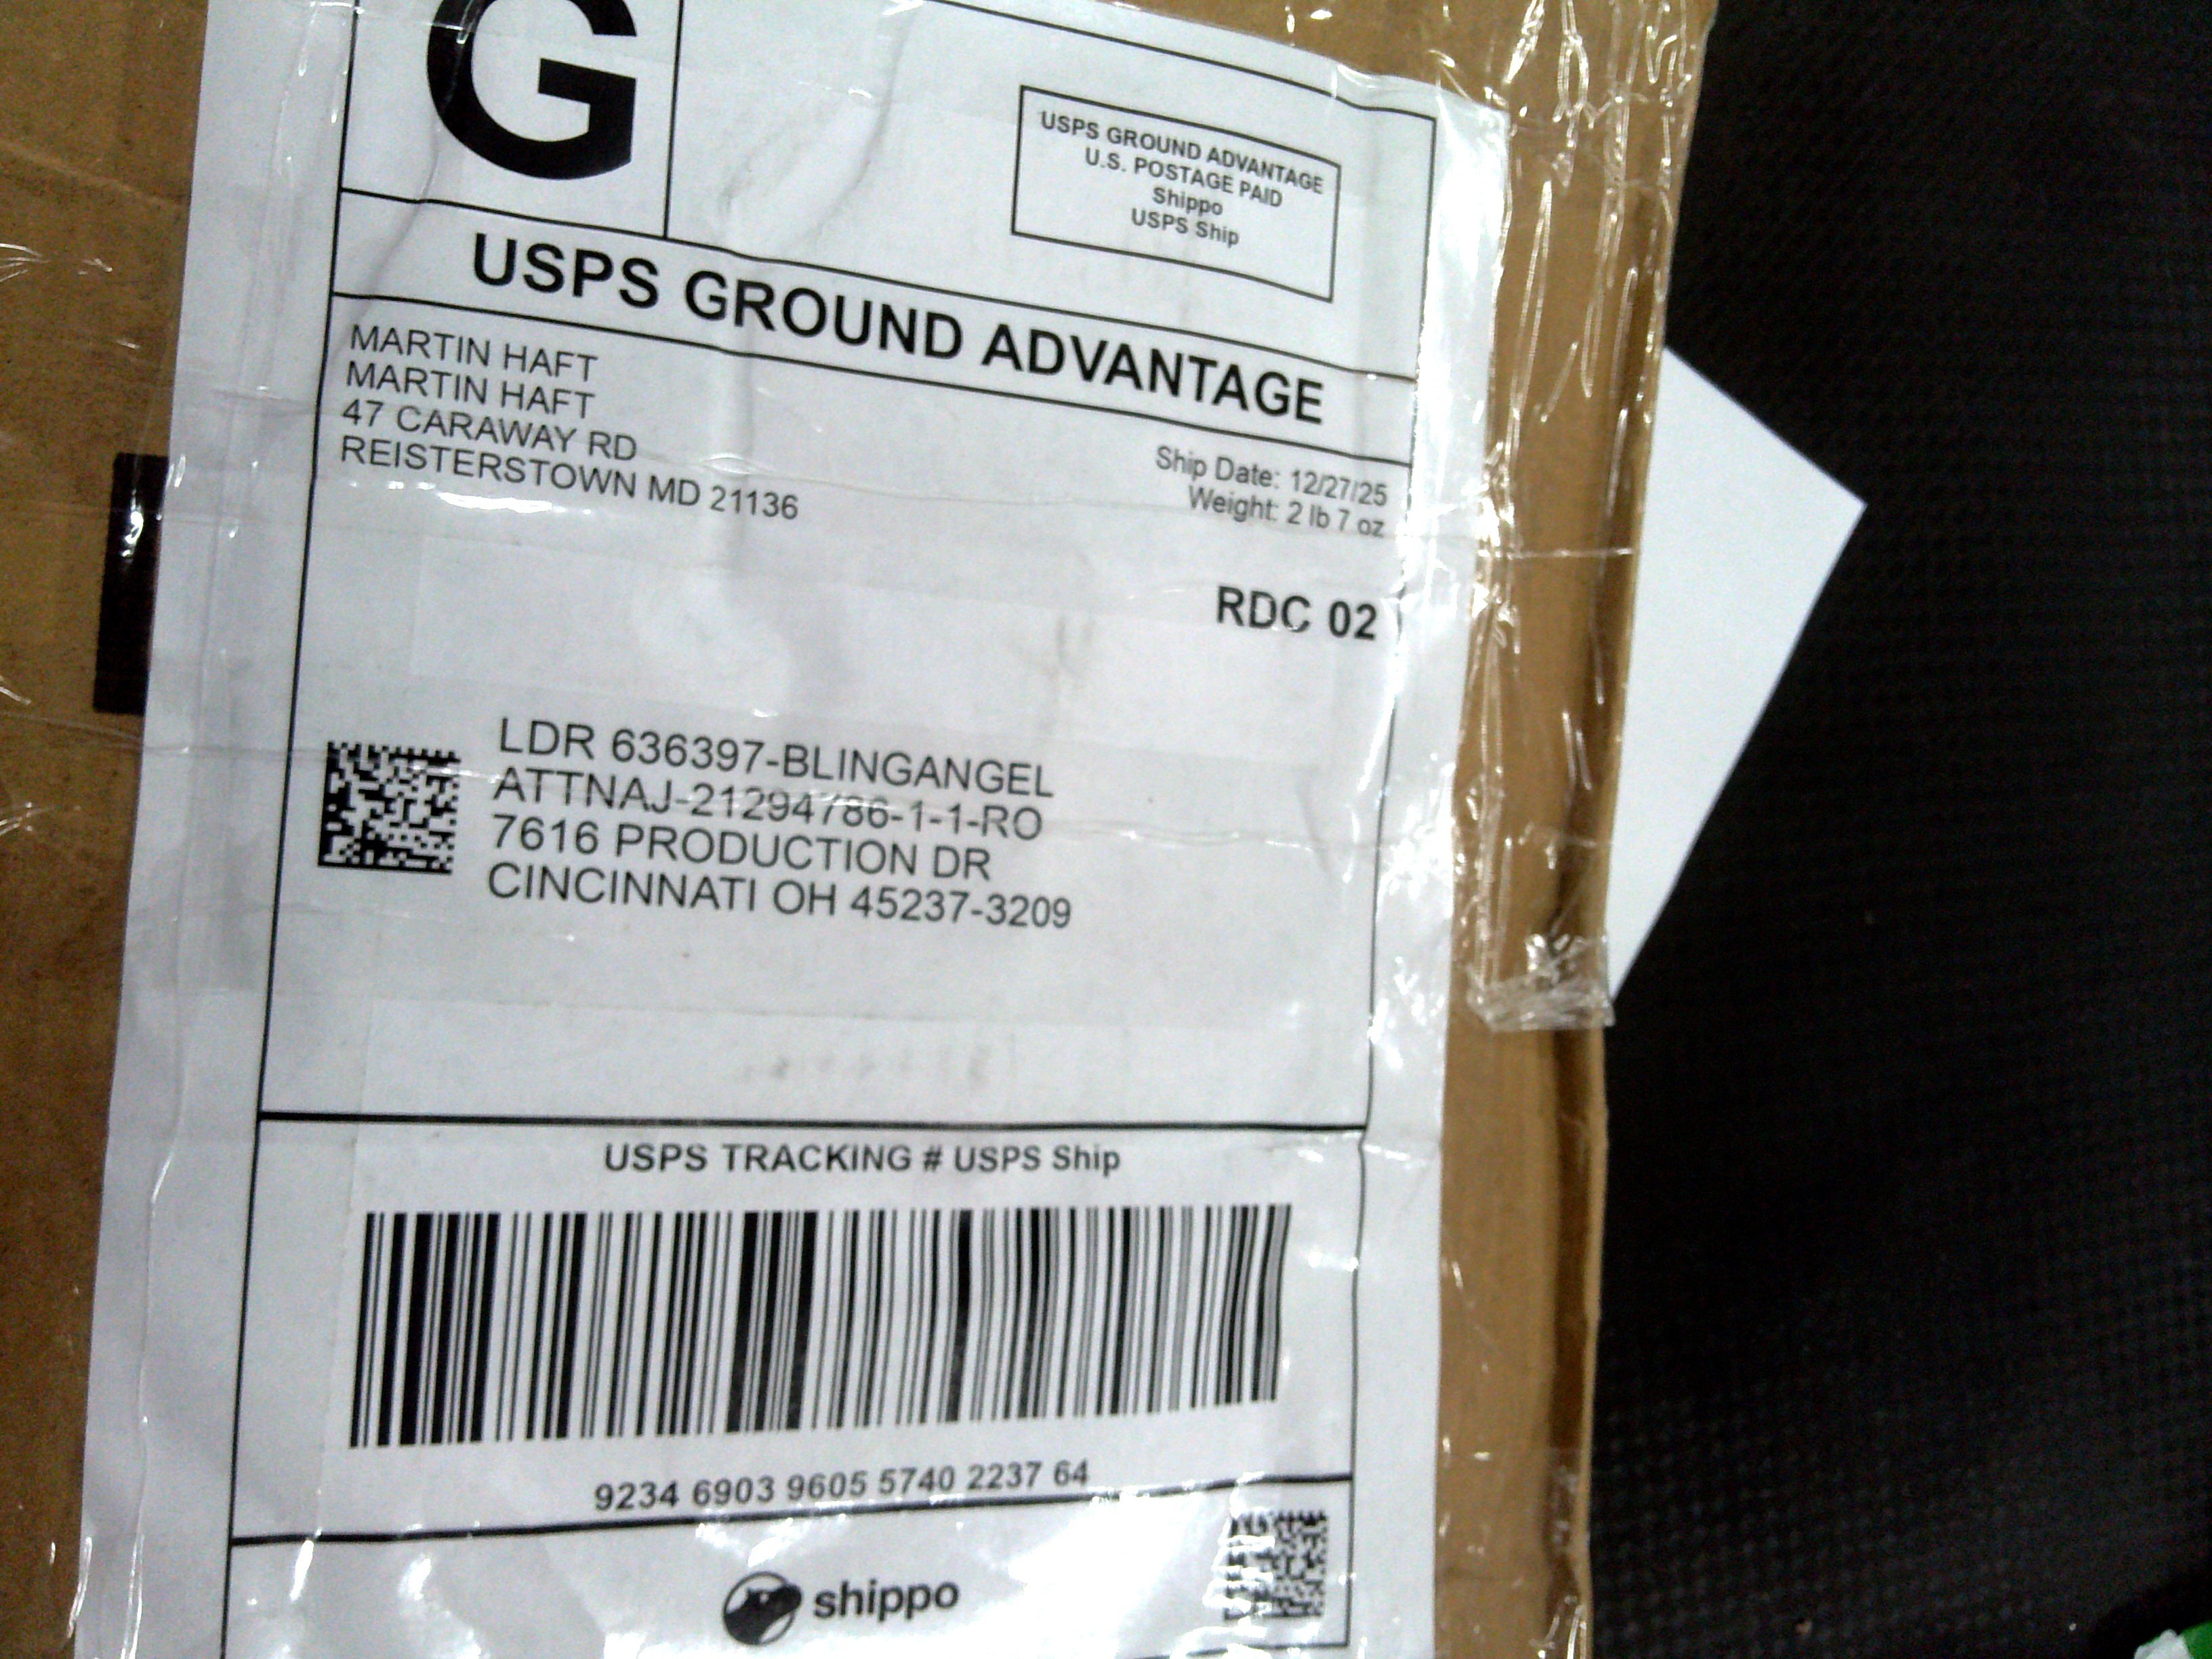 G
USPS GROUND ADVANTAGE
U.S. POSTAGE PAID
Shippo
USPS Ship
USPS GROUND ADVANTAGE
MARTIN HAFT
MARTIN HAFT
47 CARAWAY RD
REISTERSTOWN MD 21136
Ship Date: 12/27/25
Weight: 2 lb 7 oz
RDC 02
LDR 636397-BLINGANGEL
ATTNAJ-21294786-1-1-RO
7616 PRODUCTION DR
CINCINNATI OH 45237-3209
USPS TRACKING # USPS Ship
9234 6903 9605 5740 2237 64
shippo